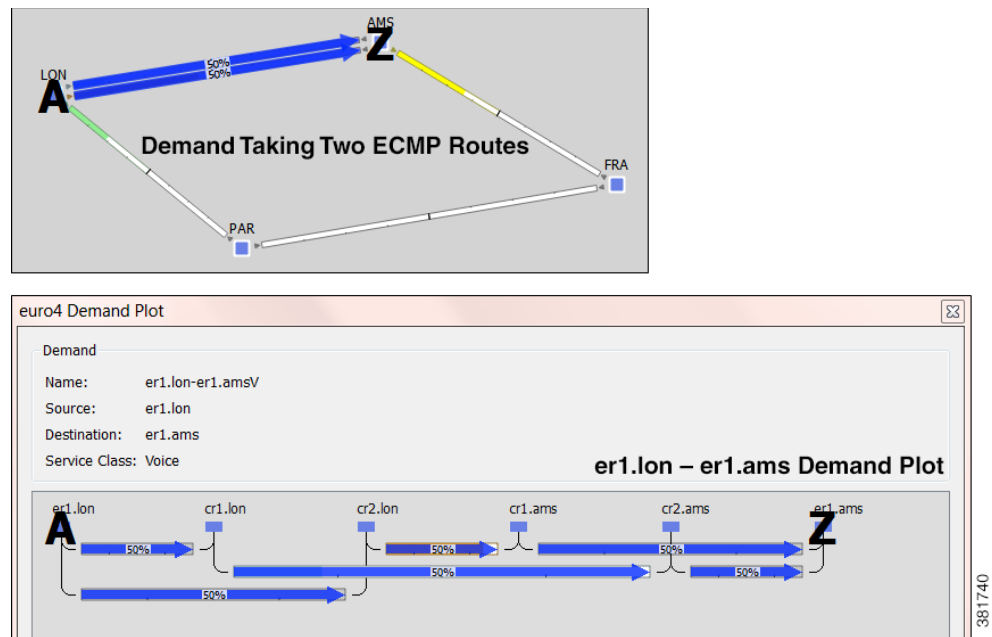 AMS
Z
50%
50%
LON
A
Demand Taking Two ECMP Routes
FRA
PAR
euro4 Demand Plot
Demand
Name: er1.lon-er1.amsV
Source: er1.lon
Destination: er1.ams
Service Class: Voice
er1.lon – er1.ams Demand Plot
er1.lon cr1.lon cr2.lon cr1.ams cr2.ams er1.ams
A Z
50% 50% 50%
50% 50%
50%
381740